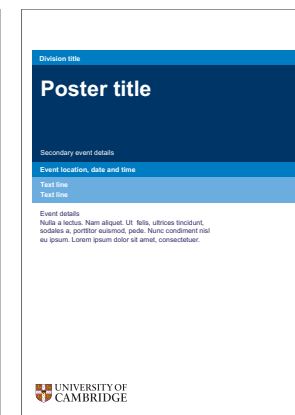 Division title
Poster title
Secondary event details
Event location, date and time
Text line
Text line
Event details
Nulla a lectus. Nam aliquet. Ut  felis, ultrices tincidunt,
sodales a, porttitor euismod, pede. Nunc condiment nisl
eu ipsum. Lorem ipsum dolor sit amet, consectetuer.
UNIVERSITY OF
CAMBRIDGE